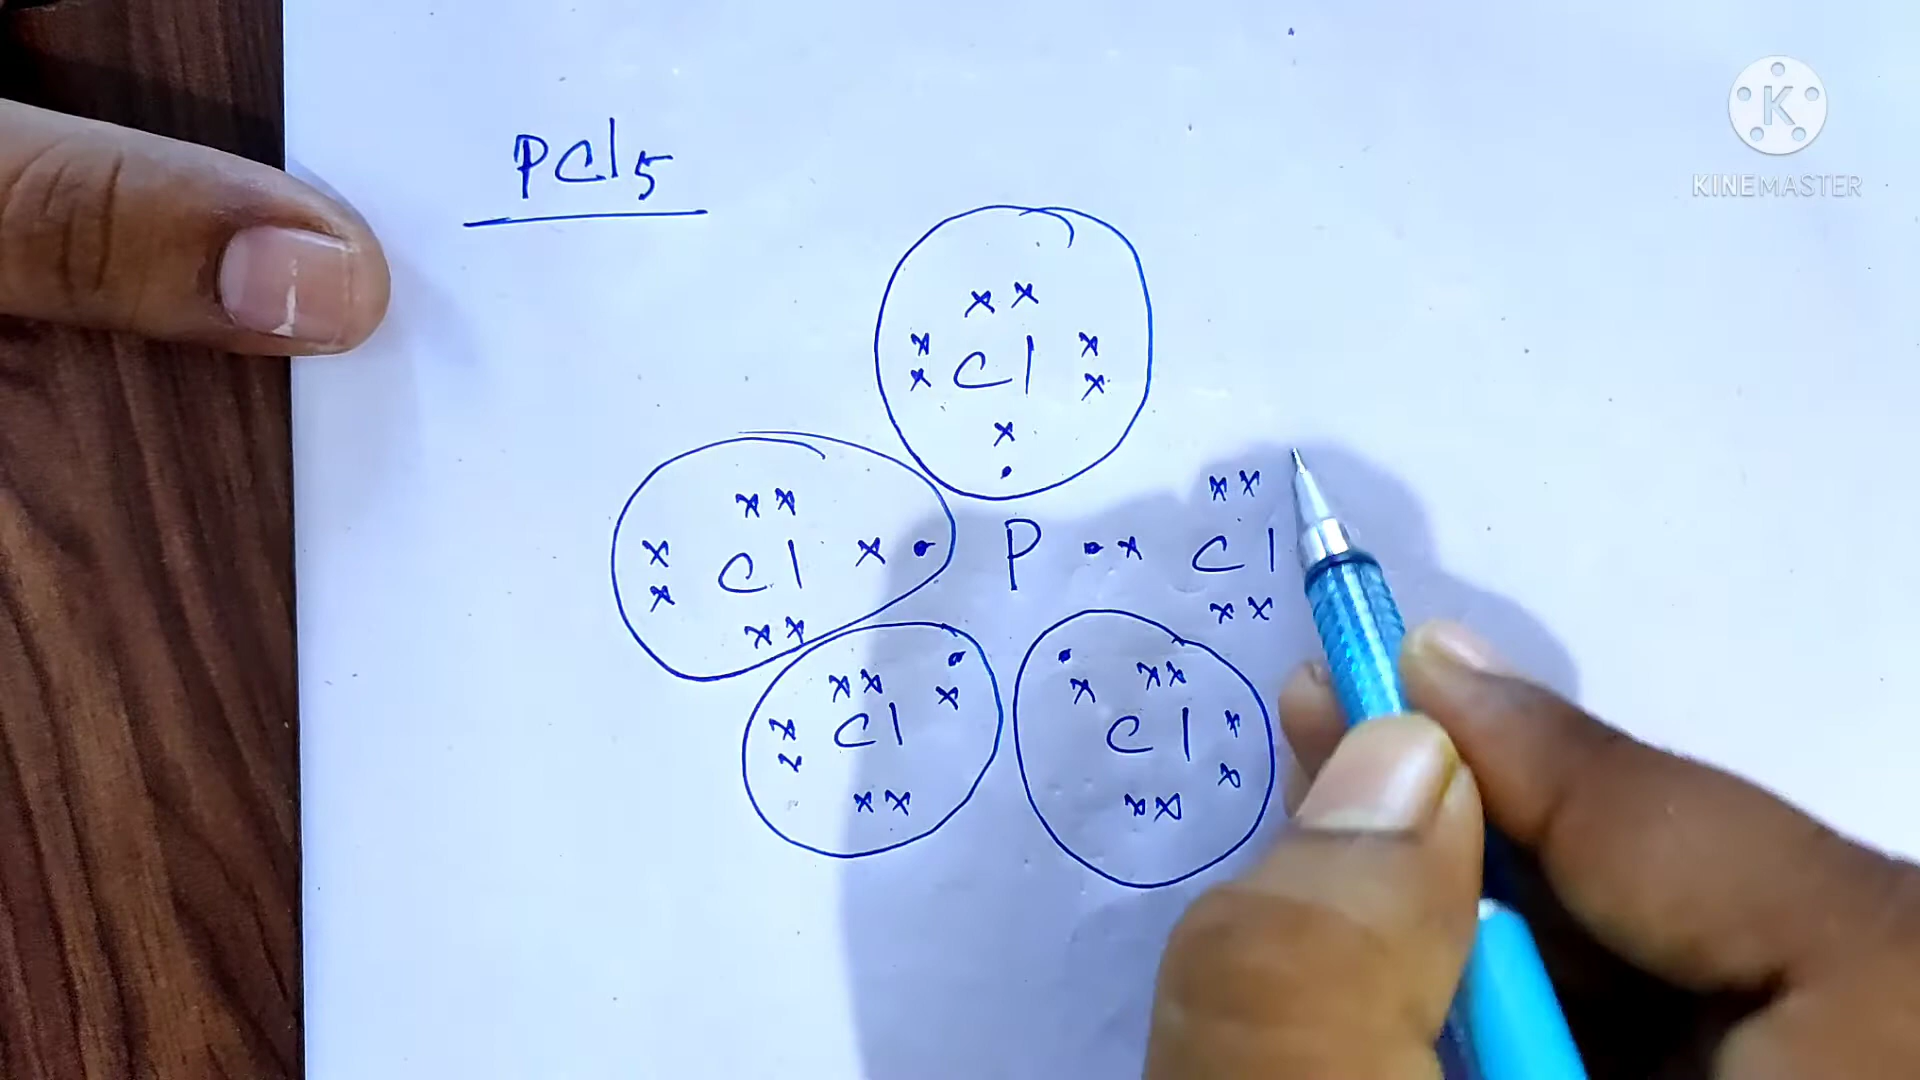 PCl5
K
KINEMASTER
x x
x Cl x
x x
x
.
x x x x
x Cl x . P . x Cl
x x x x x
. .
x x x x x x
x Cl Cl x
x x
x x x x